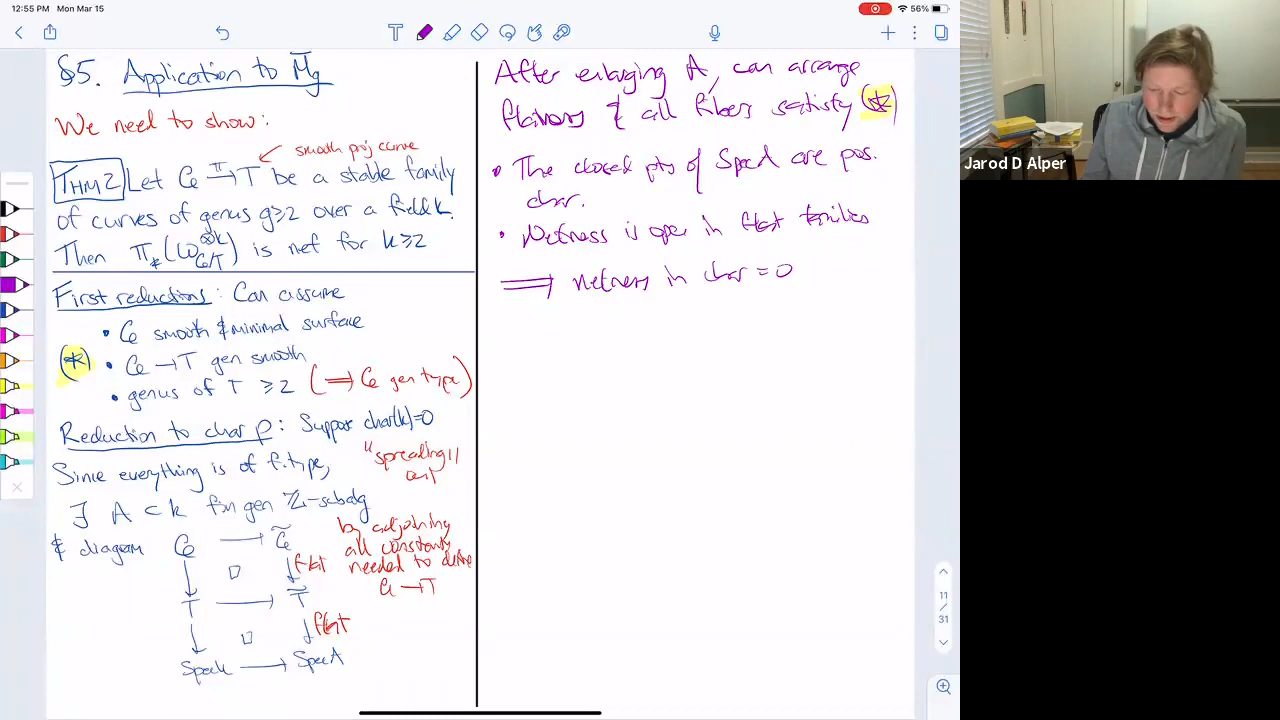 12:55 PM Mon Mar 15
56%
§5. Application to M̄g
We need to show:
smooth proj curve
THM 2 Let 𝒞 →π T be a stable family
of curves of genus g≥2 over a field k.
Then π_*(ω^{⊗k}_{𝒞/T}) is nef for k≥2
First reductions: Can assume
• 𝒞 smooth & minimal surface
(*) • 𝒞 → T gen smooth
• genus of T ≥2 (⟹ 𝒞 gen type)
Reduction to char p: Suppose char(k)=0
Since everything is of f.type,
"spreading out"
∃ A ⊂ k fin gen ℤ-subalg
& diagram 𝒞 → 𝒞̃
by adjoining
all constants
needed to define
𝒞 → T
flat
T → T̃
flat
Spec k → Spec A
After enlarging A, can arrange
flatness & all fibers satisfy (*)
• The closed pts of Spec A are pos.
char.
• Nefness is open in flat families
⟹ nefness in char = 0
Jarod D Alper
11
/
31